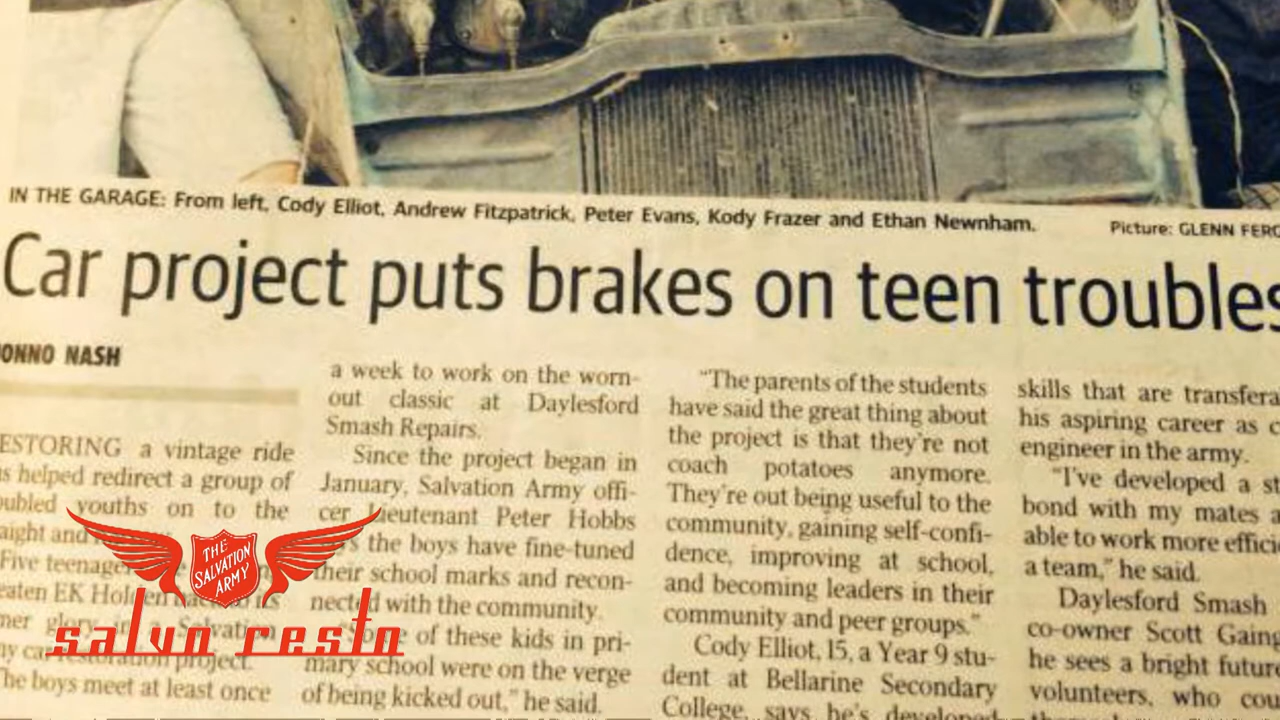 IN THE GARAGE: From left, Cody Elliot, Andrew Fitzpatrick, Peter Evans, Kody Frazer and Ethan Newnham.
Picture: GLENN FERG
Car project puts brakes on teen troubles
ONNO NASH
ESTORING a vintage ride
s helped redirect a group of
oubled youths on to the
aight and
Five teenage
eaten EK Holden back to its
mer glory in a Salvation
my car restoration project.
The boys meet at least once
a week to work on the worn-
out classic at Daylesford
Smash Repairs.
Since the project began in
January, Salvation Army offi-
cer Lieutenant Peter Hobbs
says the boys have fine-tuned
their school marks and recon-
nected with the community.
of these kids in pri-
mary school were on the verge
of being kicked out," he said.
"The parents of the students
have said the great thing about
the project is that they're not
coach potatoes anymore.
They're out being useful to the
community, gaining self-confi-
dence, improving at school,
and becoming leaders in their
community and peer groups."
Cody Elliot, 15, a Year 9 stu-
dent at Bellarine Secondary
College, says he's developed
skills that are transfera
his aspiring career as c
engineer in the army.
"I've developed a st
bond with my mates a
able to work more effici
a team," he said.
Daylesford Smash
co-owner Scott Gaing
he sees a bright future
volunteers, who cou
THE
SALVATION
ARMY
salvo resto